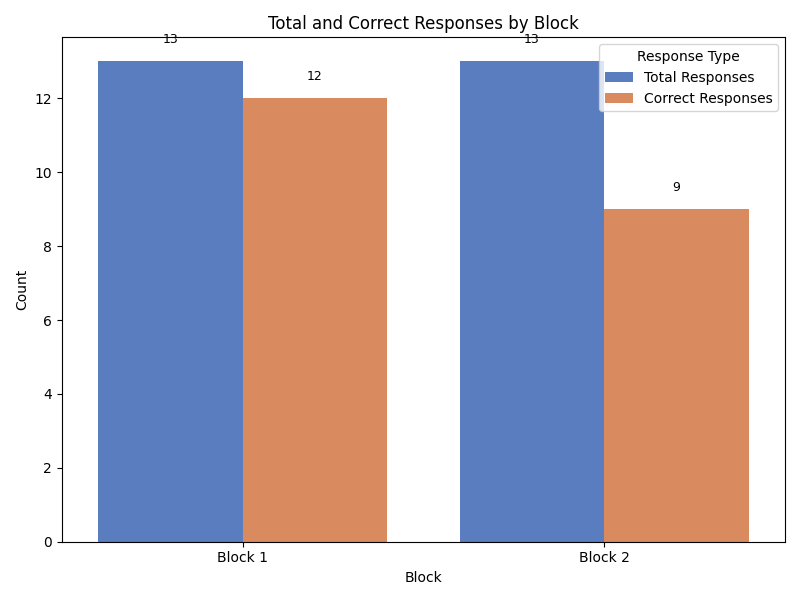 Total and Correct Responses by Block
13
13
12
9
Response Type
Total Responses
Correct Responses
Count
12
10
8
6
4
2
0
Block 1
Block 2
Block